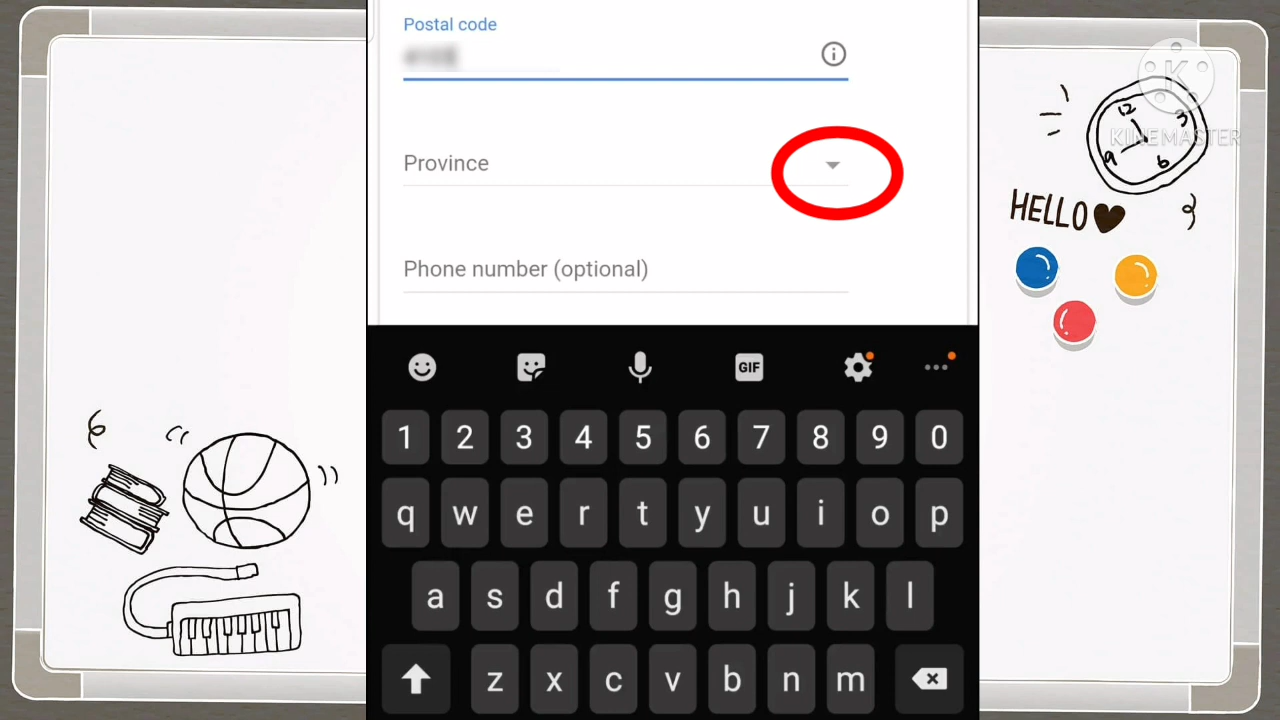 Postal code
Province
Phone number (optional)
GIF
1 2 3 4 5 6 7 8 9 0
q w e r t y u i o p
a s d f g h j k l
z x c v b n m
K
KINEMASTER
12
3
9
6
HELLO